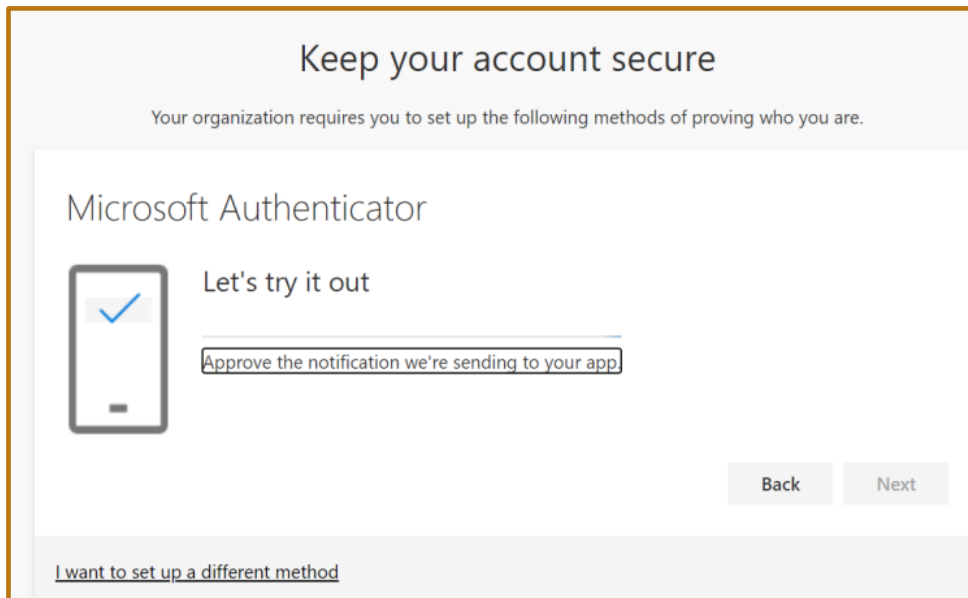 Keep your account secure
Your organization requires you to set up the following methods of proving who you are.
Microsoft Authenticator
Let's try it out
Approve the notification we're sending to your app.
Back
Next
I want to set up a different method